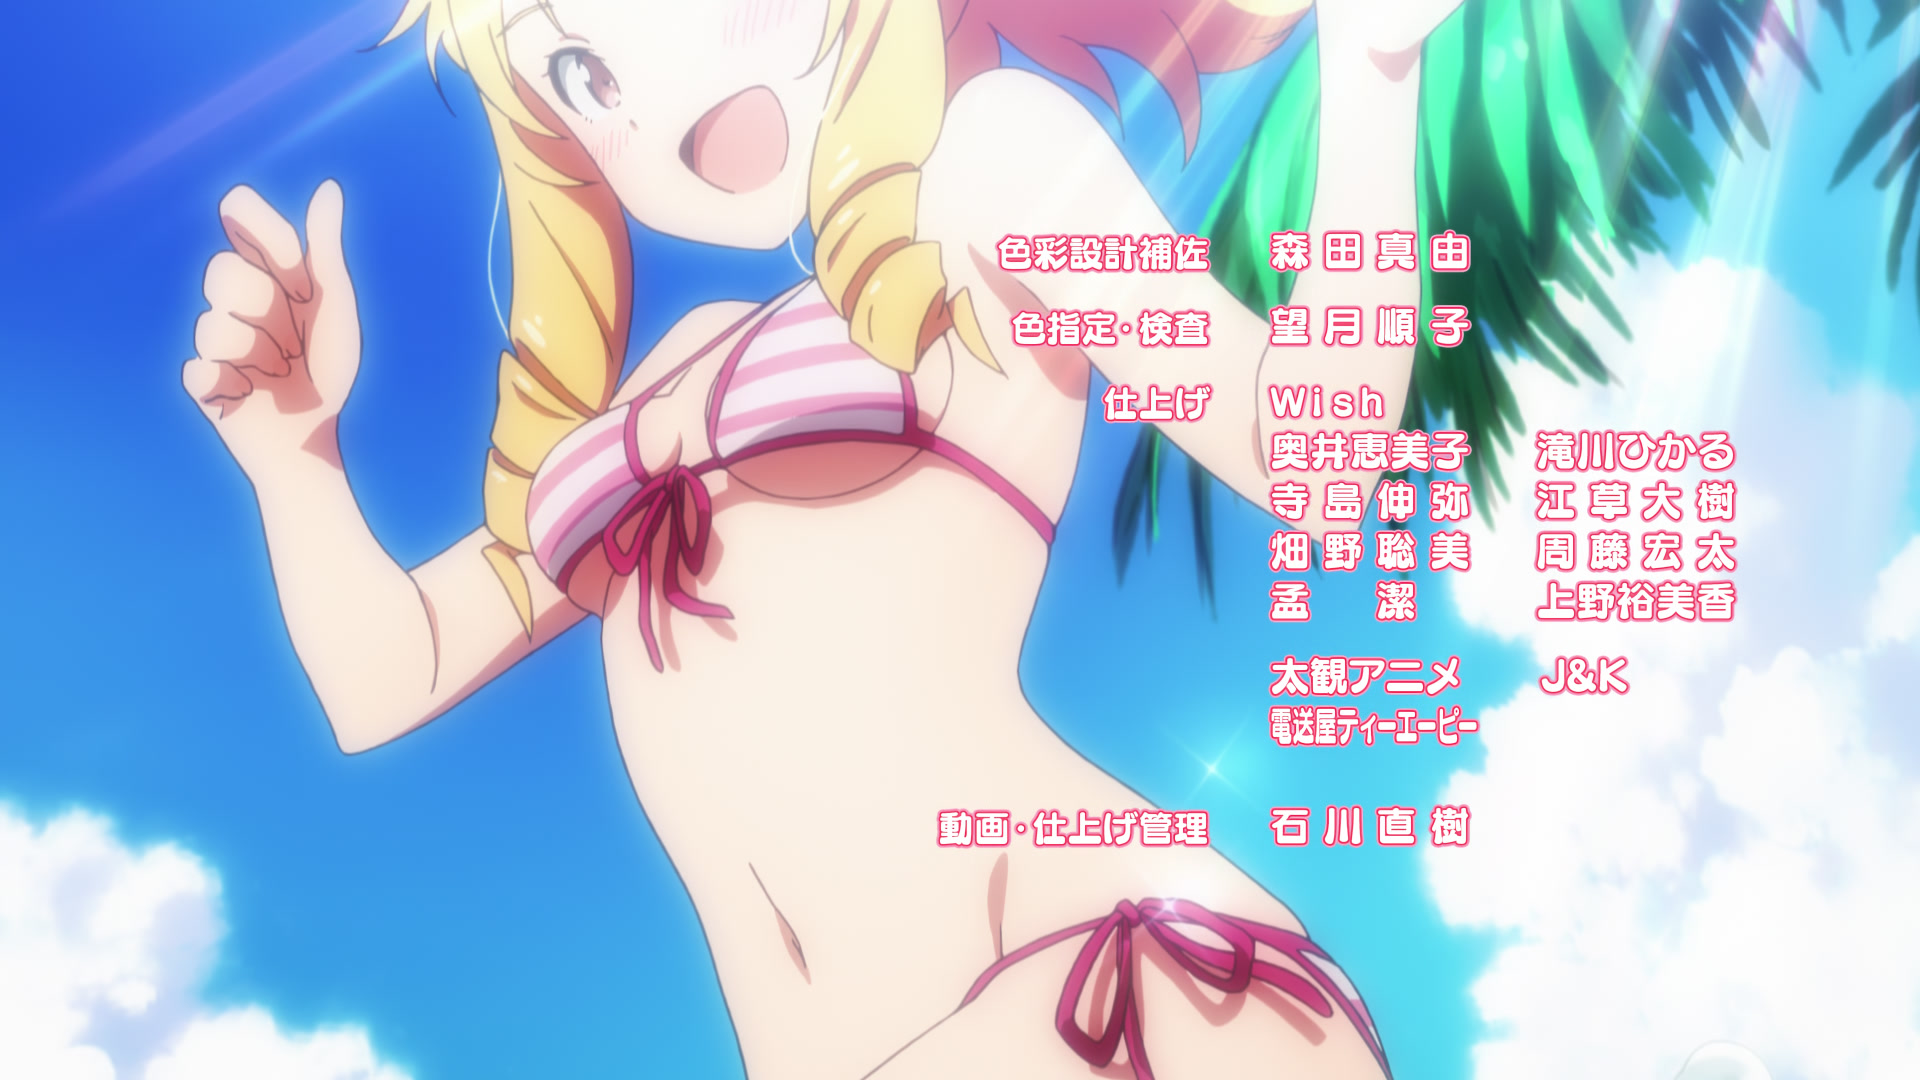 色彩設計補佐 森田真由
色指定・検査 望月順子
仕上げ Wish
奥井恵美子 滝川ひかる
寺島伸弥 江草大樹
畑野聡美 周藤宏太
孟潔 上野裕美香
太観アニメ J&K
電送屋ティーエーピー
動画・仕上げ管理 石川直樹